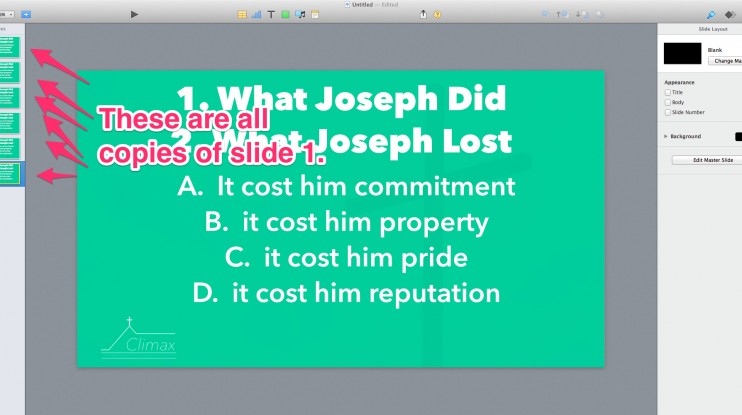 Untitled — Edited
Slide Layout
Blank
Change Ma
Appearance
Title
Body
Slide Number
Background
Edit Master Slide
1. What Joseph Did
2. What Joseph Lost
These are all
copies of slide 1.
A. It cost him commitment
B. it cost him property
C. it cost him pride
D. it cost him reputation
Climax